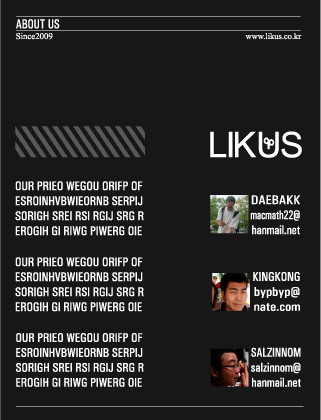 ABOUT US
Since2009
www.likus.co.kr
LIKUS
OUR PRIEO WEGOU ORIFP OF
ESROINHVBWIEORNB SERPIJ
SORIGH SREI RSI RGIJ SRG R
EROGIH GI RIWG PIWERG OIE
DAEBAKK
macmath22@
hanmail.net
OUR PRIEO WEGOU ORIFP OF
ESROINHVBWIEORNB SERPIJ
SORIGH SREI RSI RGIJ SRG R
EROGIH GI RIWG PIWERG OIE
KINGKONG
bypbyp@
nate.com
OUR PRIEO WEGOU ORIFP OF
ESROINHVBWIEORNB SERPIJ
SORIGH SREI RSI RGIJ SRG R
EROGIH GI RIWG PIWERG OIE
SALZINNOM
salzinnom@
hanmail.net